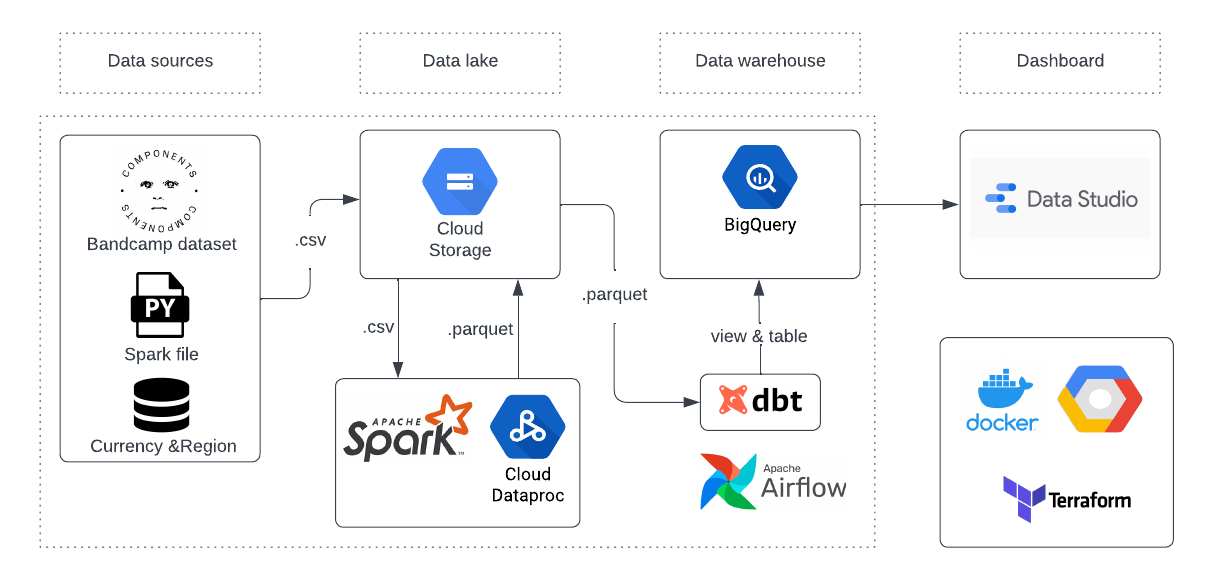 Data sources
Data lake
Data warehouse
Dashboard
COMPONENTS
COMPONENTS
Bandcamp dataset
PY
Spark file
Currency &Region
.csv
Cloud
Storage
.csv
.parquet
APACHE
Spark™
Cloud
Dataproc
.parquet
BigQuery
view & table
dbt
Apache
Airflow
Data Studio
docker
Terraform